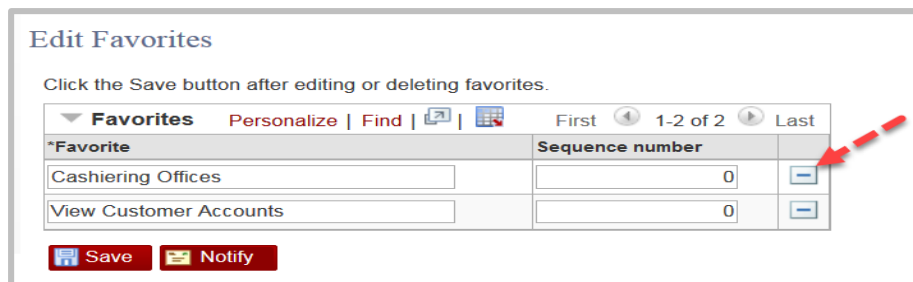 Edit Favorites
Click the Save button after editing or deleting favorites.
Favorites Personalize | Find | | First 1-2 of 2 Last
*Favorite Sequence number
Cashiering Offices 0
View Customer Accounts 0
Save Notify